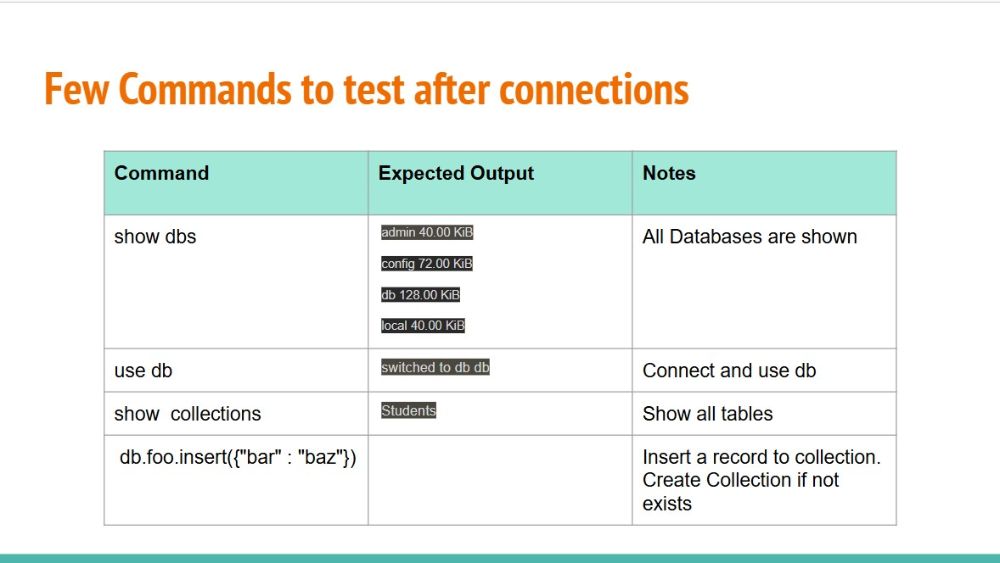 Few Commands to test after connections
Command
Expected Output
Notes
show dbs
admin 40.00 KiB
config 72.00 KiB
db 128.00 KiB
local 40.00 KiB
All Databases are shown
use db
switched to db db
Connect and use db
show  collections
Students
Show all tables
db.foo.insert({"bar" : "baz"})
Insert a record to collection.
Create Collection if not
exists